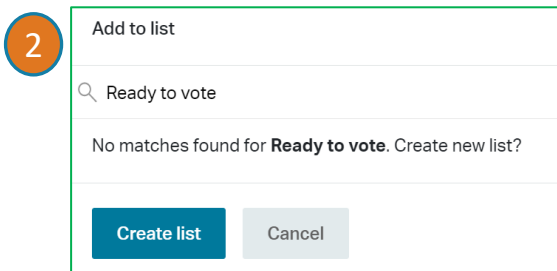 2
Add to list
Ready to vote
No matches found for Ready to vote. Create new list?
Create list Cancel